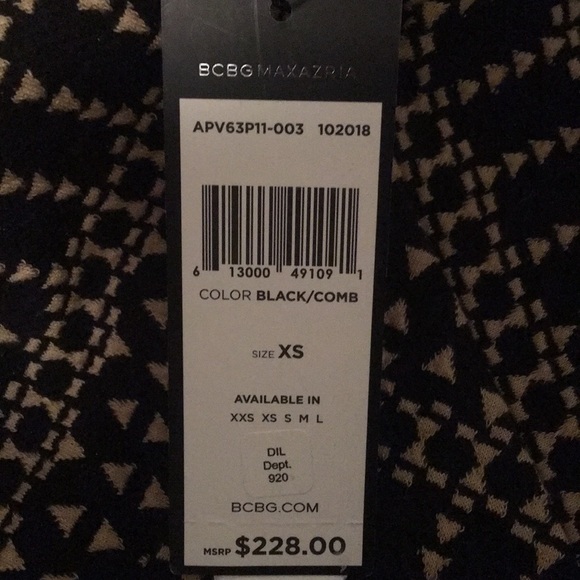 BCBGMAXAZRIA
APV63P11-003 102018
6 13000 49109 1
COLOR BLACK/COMB
SIZE XS
AVAILABLE IN
XXS XS S M L
DIL
Dept.
920
BCBG.COM
MSRP $228.00